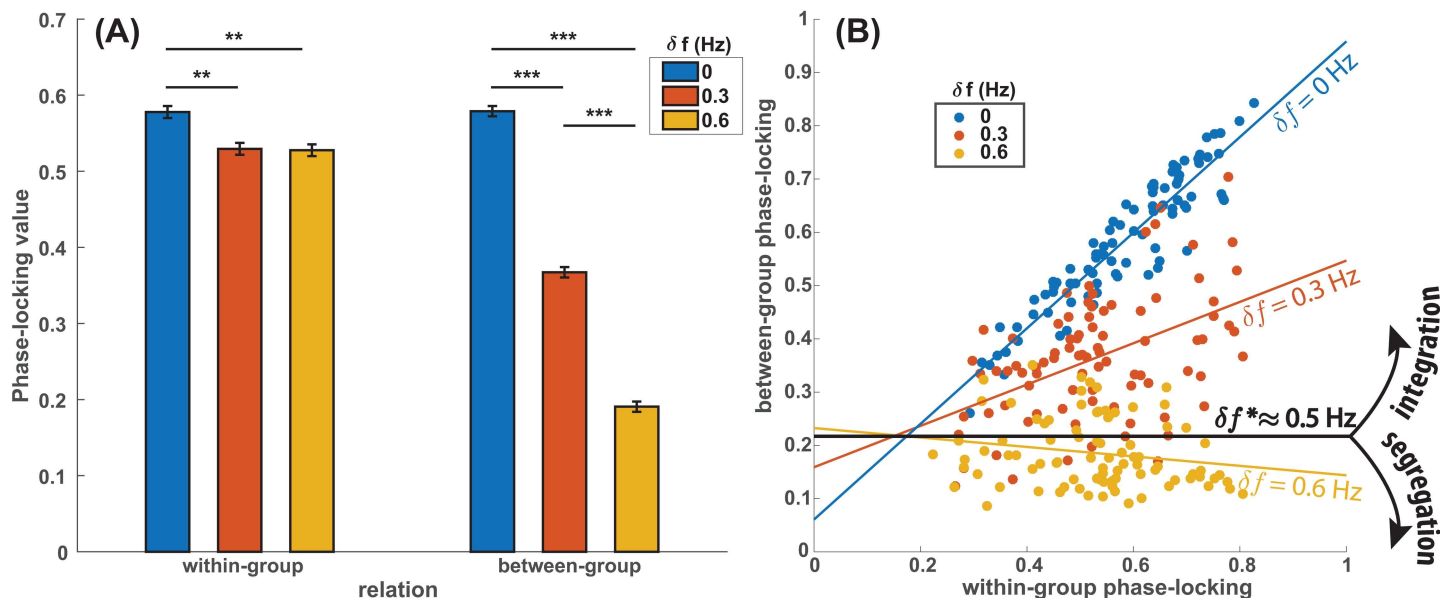 (A)
δ f (Hz)
0
0.3
0.6
**
**
***
***
***
0.7
0.6
0.5
0.4
0.3
0.2
0.1
0
Phase-locking value
within-group
between-group
relation
(B)
δ f (Hz)
0
0.3
0.6
1
0.9
0.8
0.7
0.6
0.5
0.4
0.3
0.2
0.1
0
between-group phase-locking
δf = 0 Hz
δf = 0.3 Hz
δf* ≈ 0.5 Hz
δf = 0.6 Hz
integration
segregation
0
0.2
0.4
0.6
0.8
1
within-group phase-locking